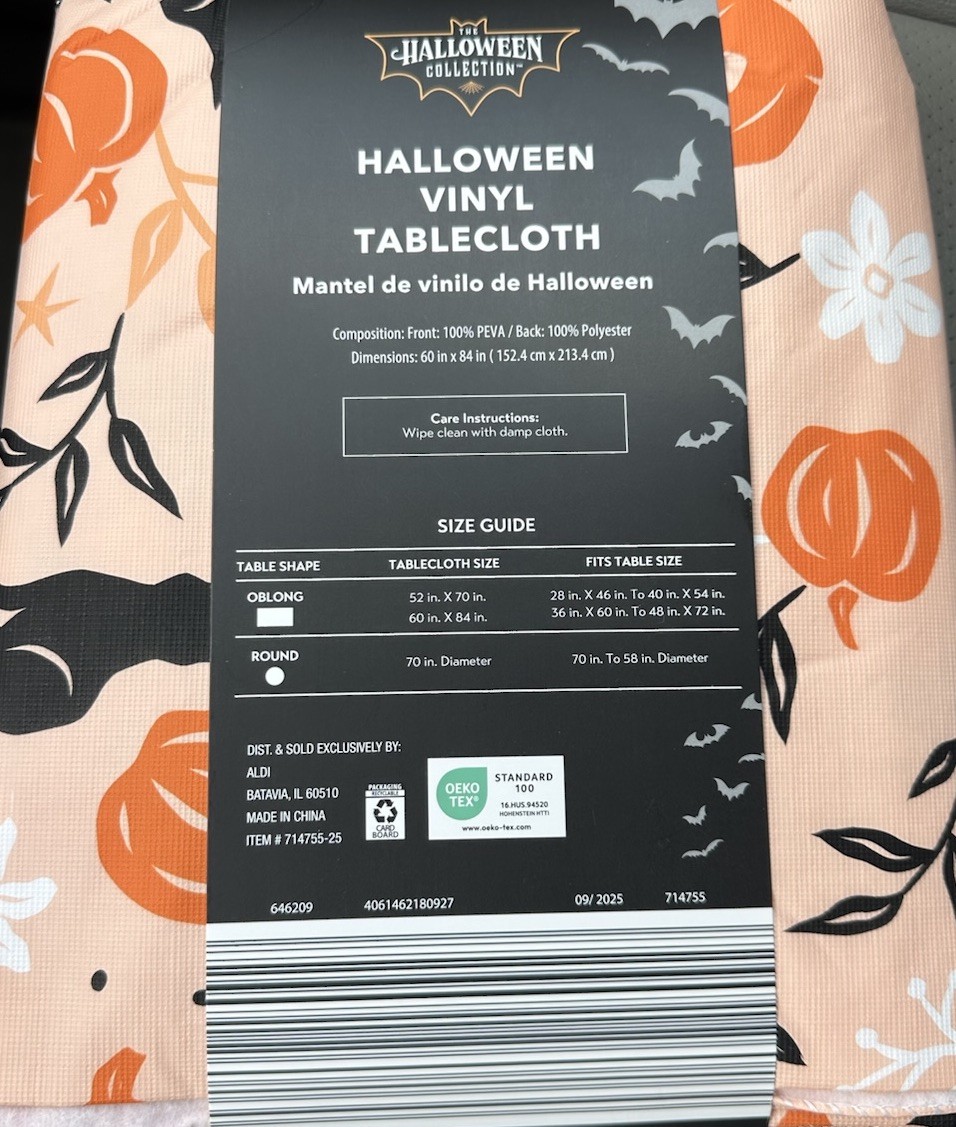 THE
HALLOWEEN
COLLECTION™
HALLOWEEN
VINYL
TABLECLOTH
Mantel de vinilo de Halloween
Composition: Front: 100% PEVA / Back: 100% Polyester
Dimensions: 60 in x 84 in ( 152.4 cm x 213.4 cm )
Care Instructions:
Wipe clean with damp cloth.
SIZE GUIDE
TABLE SHAPE TABLECLOTH SIZE FITS TABLE SIZE
OBLONG 52 in. X 70 in. 28 in. X 46 in. To 40 in. X 54 in.
60 in. X 84 in. 36 in. X 60 in. To 48 in. X 72 in.
ROUND 70 in. Diameter 70 in. To 58 in. Diameter
DIST. & SOLD EXCLUSIVELY BY:
ALDI
BATAVIA, IL 60510
MADE IN CHINA
ITEM # 714755-25
PACKAGING
RECYCLABLE
CARD
BOARD
OEKO
TEX®
STANDARD
100
16.HUS.94520
HOHENSTEIN HTTI
www.oeko-tex.com
646209 4061462180927 09/ 2025 714755